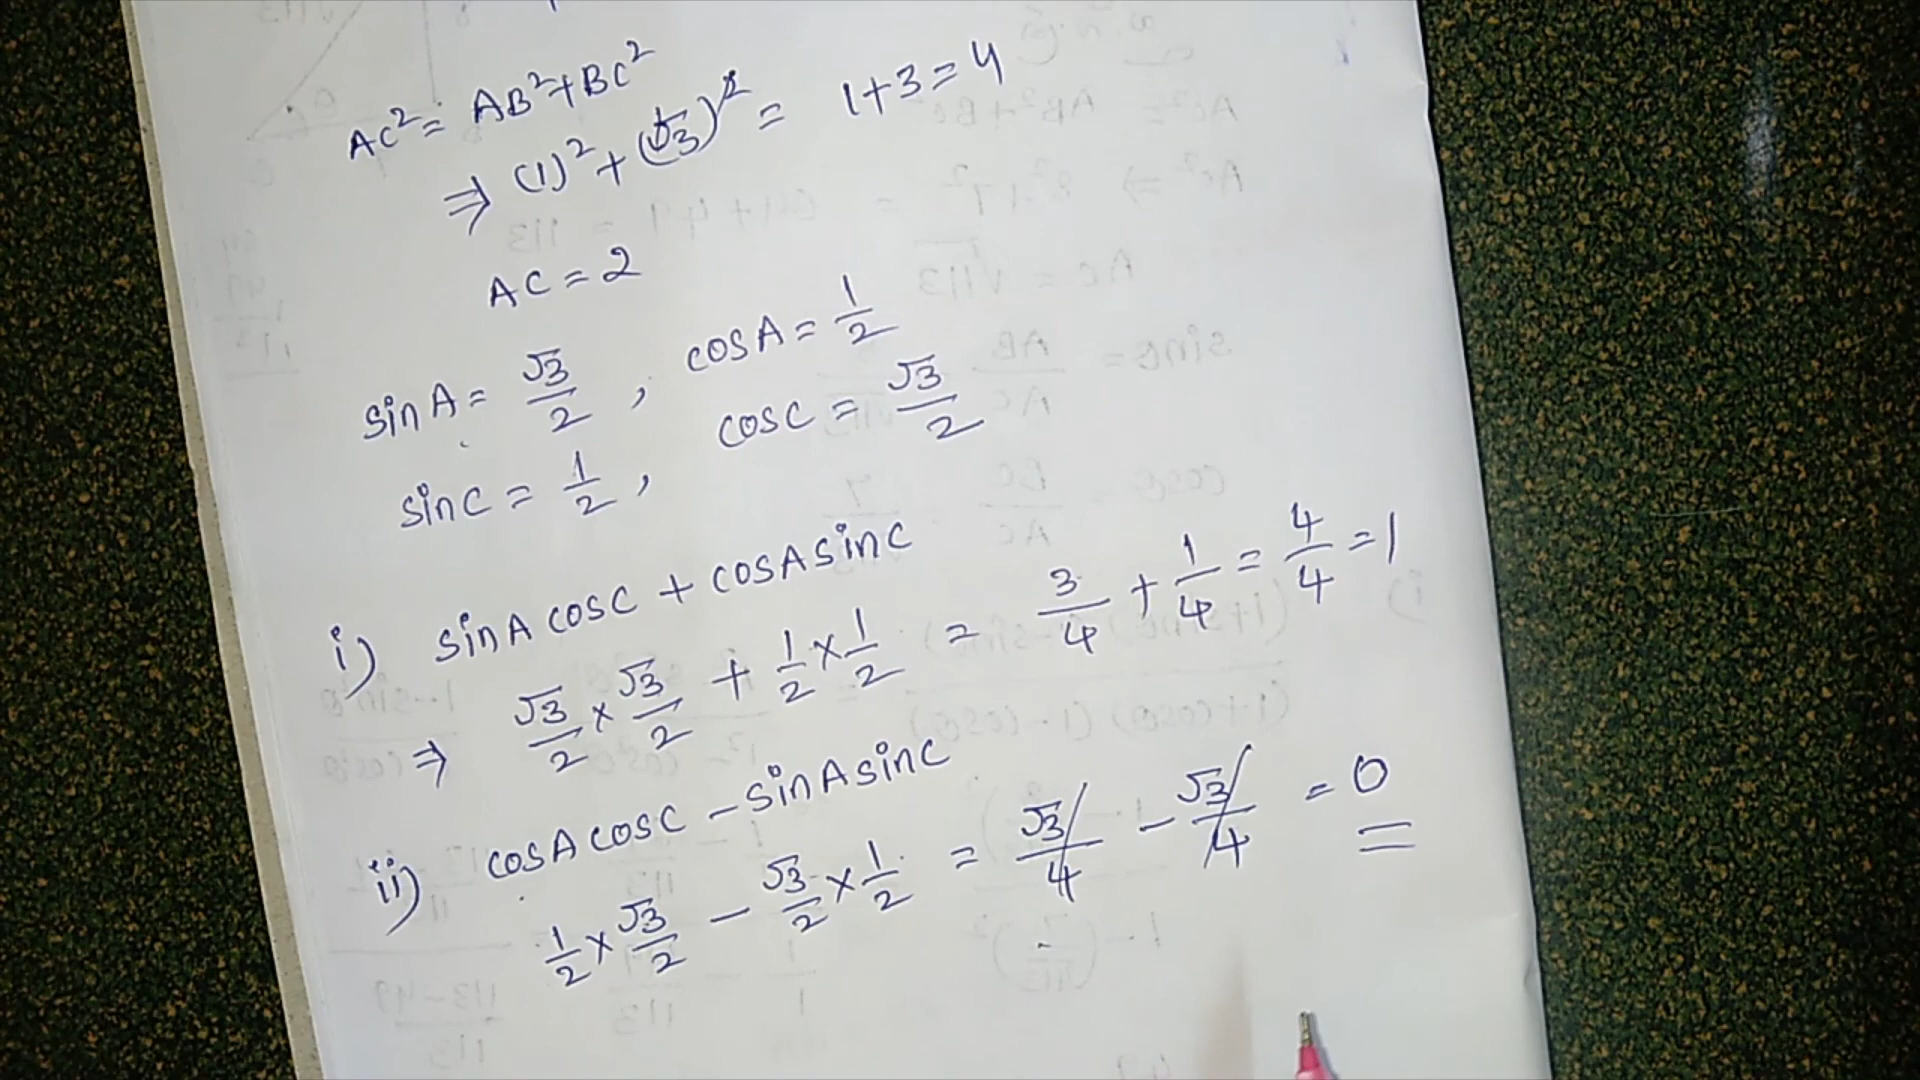 AC² = AB² + BC²
⇒ (1)² + (√3)² = 1+3 = 4
AC = 2
sin A = √3/2 , cos A = 1/2
sin C = 1/2 , cos C = √3/2
i) sin A cos C + cos A sin C
⇒ √3/2 × √3/2 + 1/2 × 1/2 = 3/4 + 1/4 = 4/4 = 1
ii) cos A cos C − sin A sin C
1/2 × √3/2 − √3/2 × 1/2 = √3/4 − √3/4 = 0